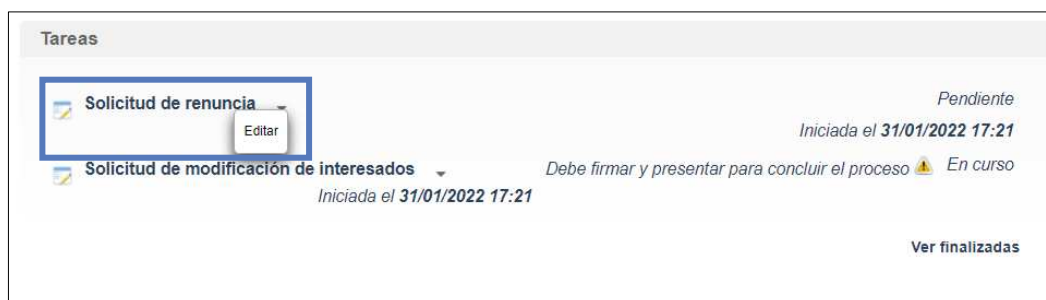 Tareas
Solicitud de renuncia
Pendiente
Editar
Iniciada el 31/01/2022 17:21
Solicitud de modificación de interesados
Debe firmar y presentar para concluir el proceso
En curso
Iniciada el 31/01/2022 17:21
Ver finalizadas